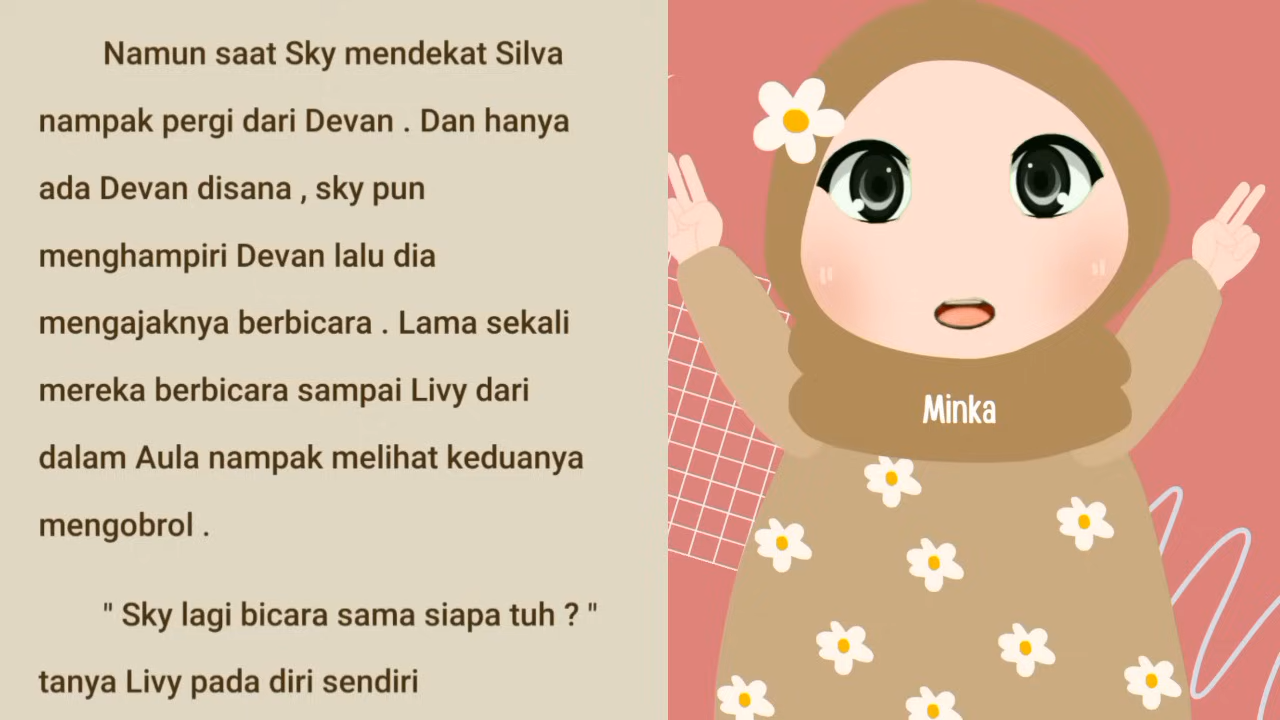 Namun saat Sky mendekat Silva
nampak pergi dari Devan . Dan hanya
ada Devan disana , sky pun
menghampiri Devan lalu dia
mengajaknya berbicara . Lama sekali
mereka berbicara sampai Livy dari
dalam Aula nampak melihat keduanya
mengobrol .
" Sky lagi bicara sama siapa tuh ? "
tanya Livy pada diri sendiri
Minka